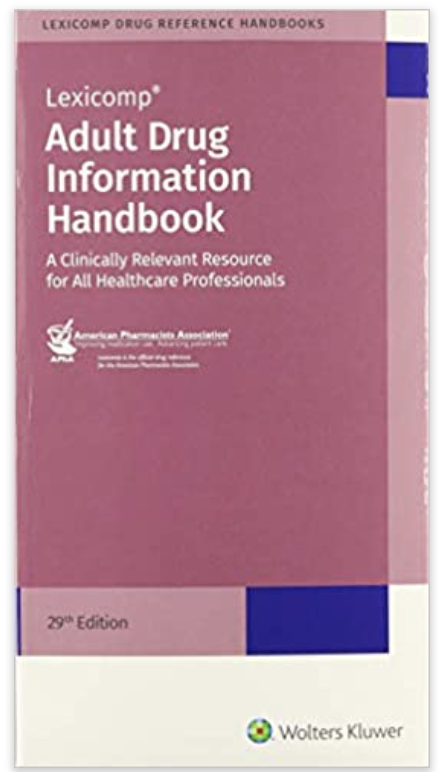 LEXICOMP DRUG REFERENCE HANDBOOKS
Lexicomp®
Adult Drug
Information
Handbook
A Clinically Relevant Resource
for All Healthcare Professionals
American Pharmacists Association®
Improving medication use. Advancing patient care.
APhA
Lexicomp is the official drug reference
for the American Pharmacists Association
29th Edition
Wolters Kluwer